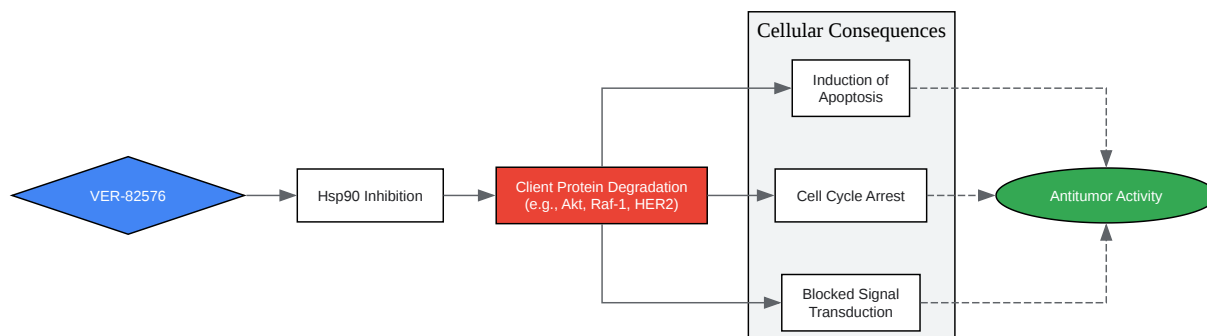 Cellular Consequences
Induction of
Apoptosis
VER-82576
Hsp90 Inhibition
Client Protein Degradation
(e.g., Akt, Raf-1, HER2)
Cell Cycle Arrest
Antitumor Activity
Blocked Signal
Transduction